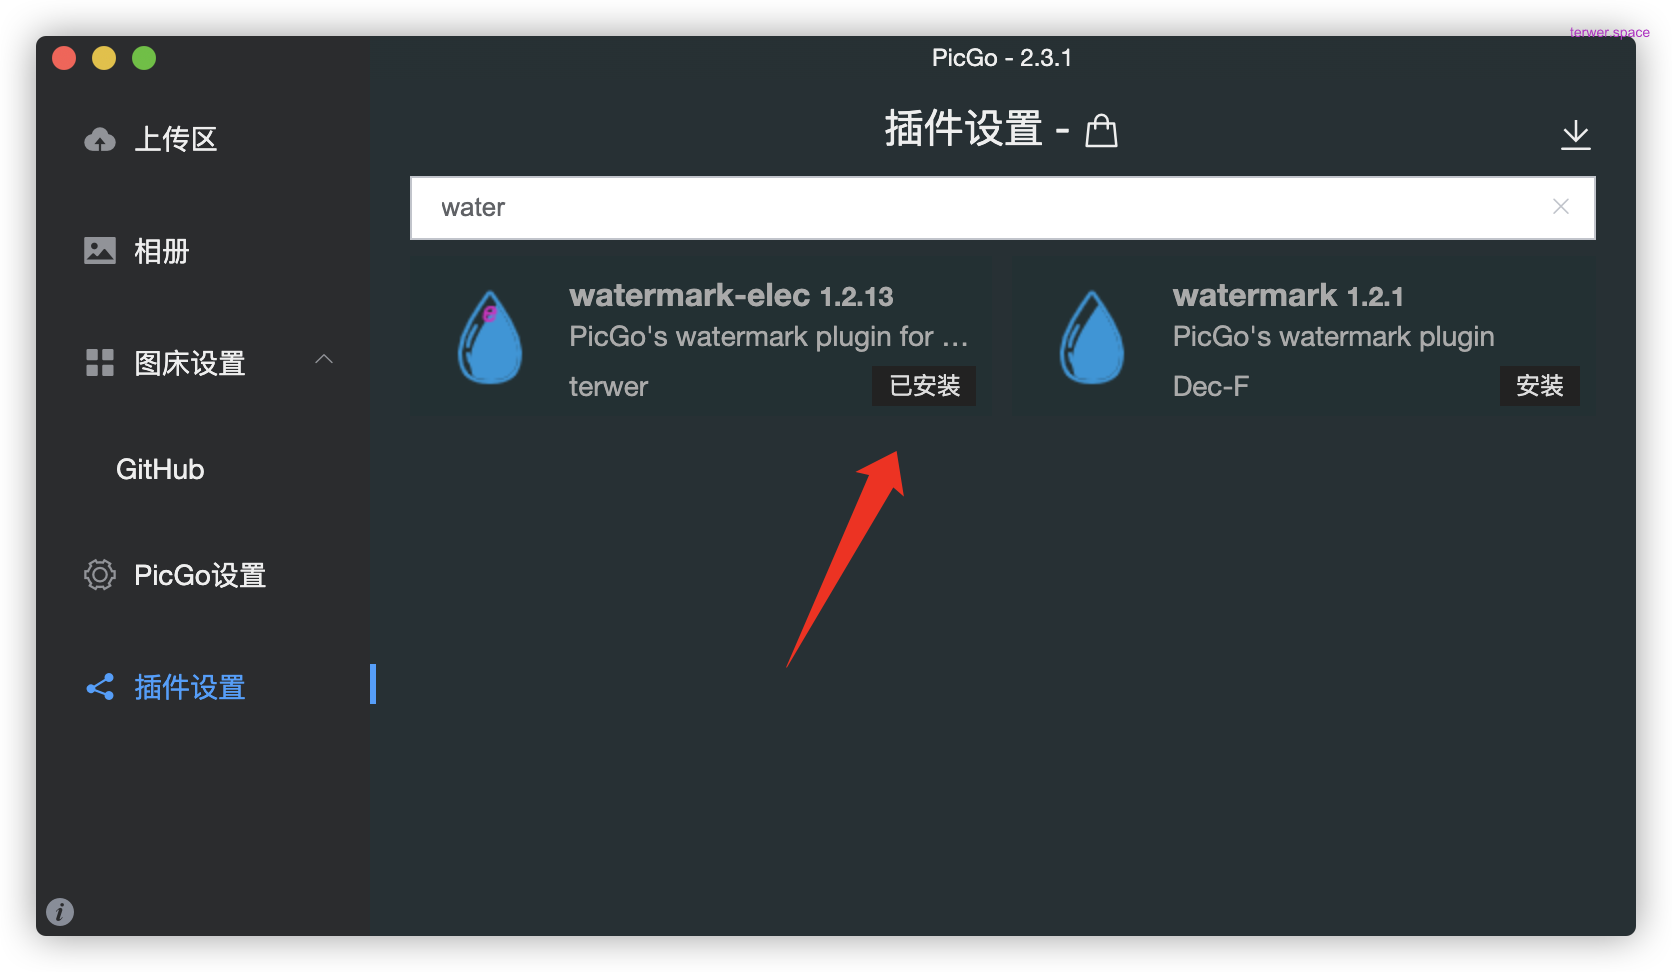 terwer.space
PicGo - 2.3.1
上传区
相册
图床设置
GitHub
PicGo设置
插件设置
插件设置 -
water
watermark-elec 1.2.13
PicGo's watermark plugin for ...
terwer
已安装
watermark 1.2.1
PicGo's watermark plugin
Dec-F
安装